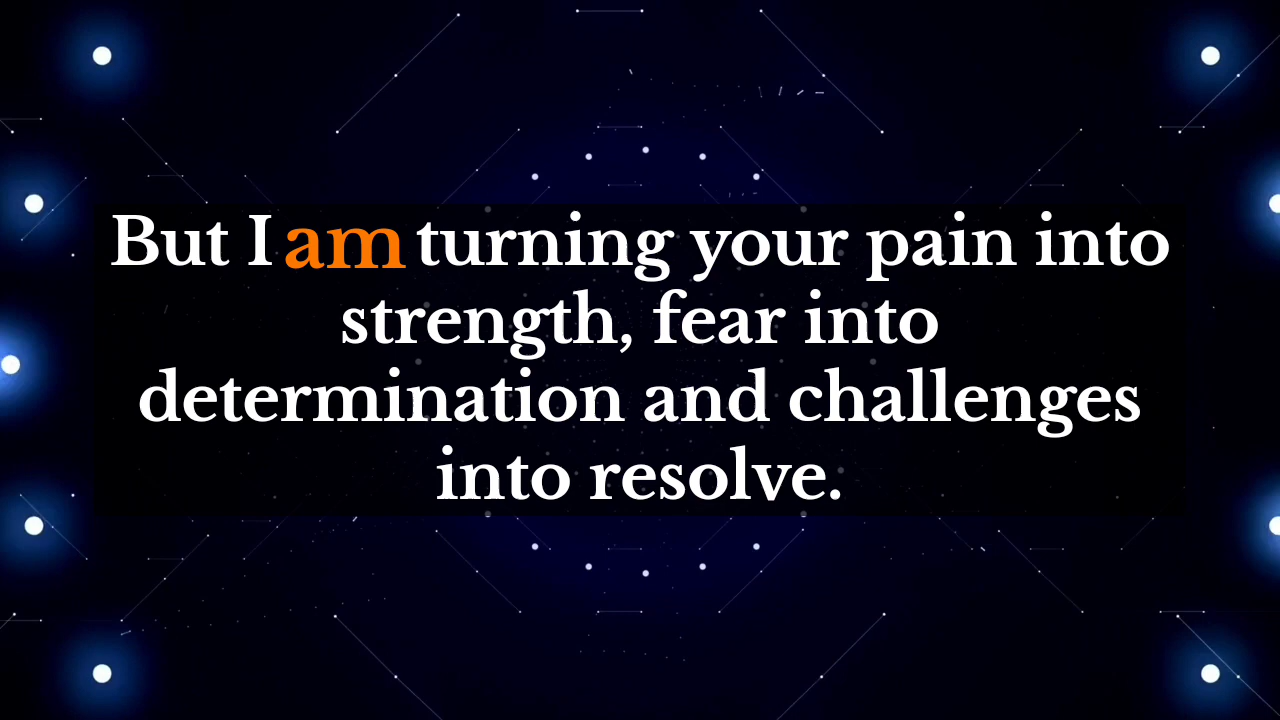 But I am turning your pain into
strength, fear into
determination and challenges
into resolve.